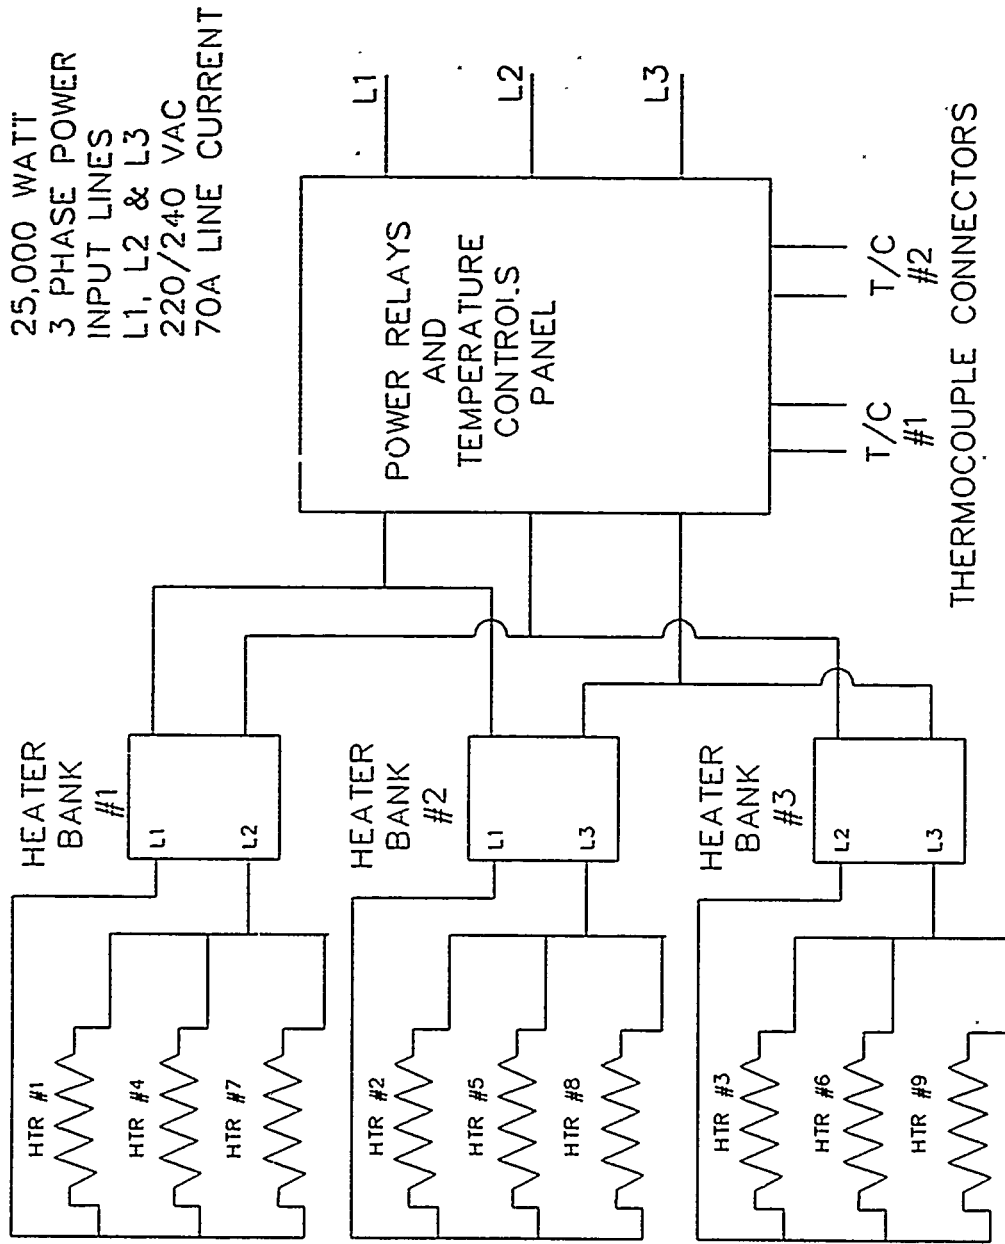 25,000 WATT
3 PHASE POWER
INPUT LINES
L1, L2 & L3
220/240 VAC
70A LINE CURRENT
L1
L2
L3
POWER RELAYS
AND
TEMPERATURE
CONTROLS
PANEL
T/C
#1
T/C
#2
THERMOCOUPLE CONNECTORS
HEATER
BANK
#1
L1
L2
HTR #1
HTR #4
HTR #7
HEATER
BANK
#2
L1
L3
HTR #2
HTR #5
HTR #8
HEATER
BANK
#3
L2
L3
HTR #3
HTR #6
HTR #9